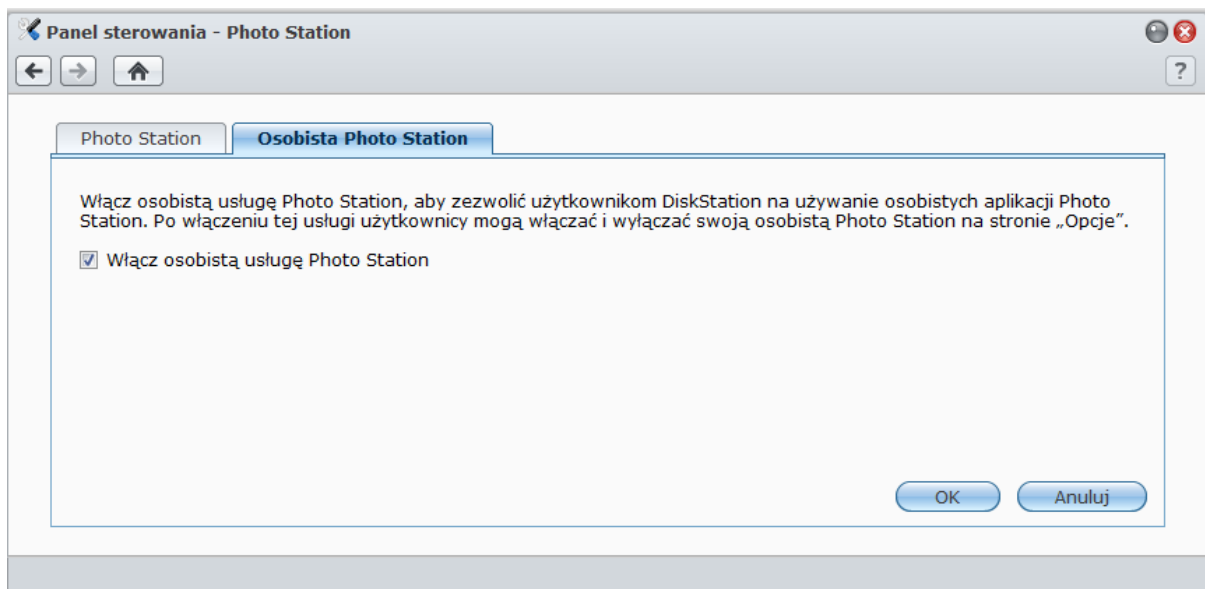 Panel sterowania - Photo Station
?
Photo Station
Osobista Photo Station
Włącz osobistą usługę Photo Station, aby zezwolić użytkownikom DiskStation na używanie osobistych aplikacji Photo
Station. Po włączeniu tej usługi użytkownicy mogą włączać i wyłączać swoją osobistą Photo Station na stronie „Opcje”.
Włącz osobistą usługę Photo Station
OK
Anuluj